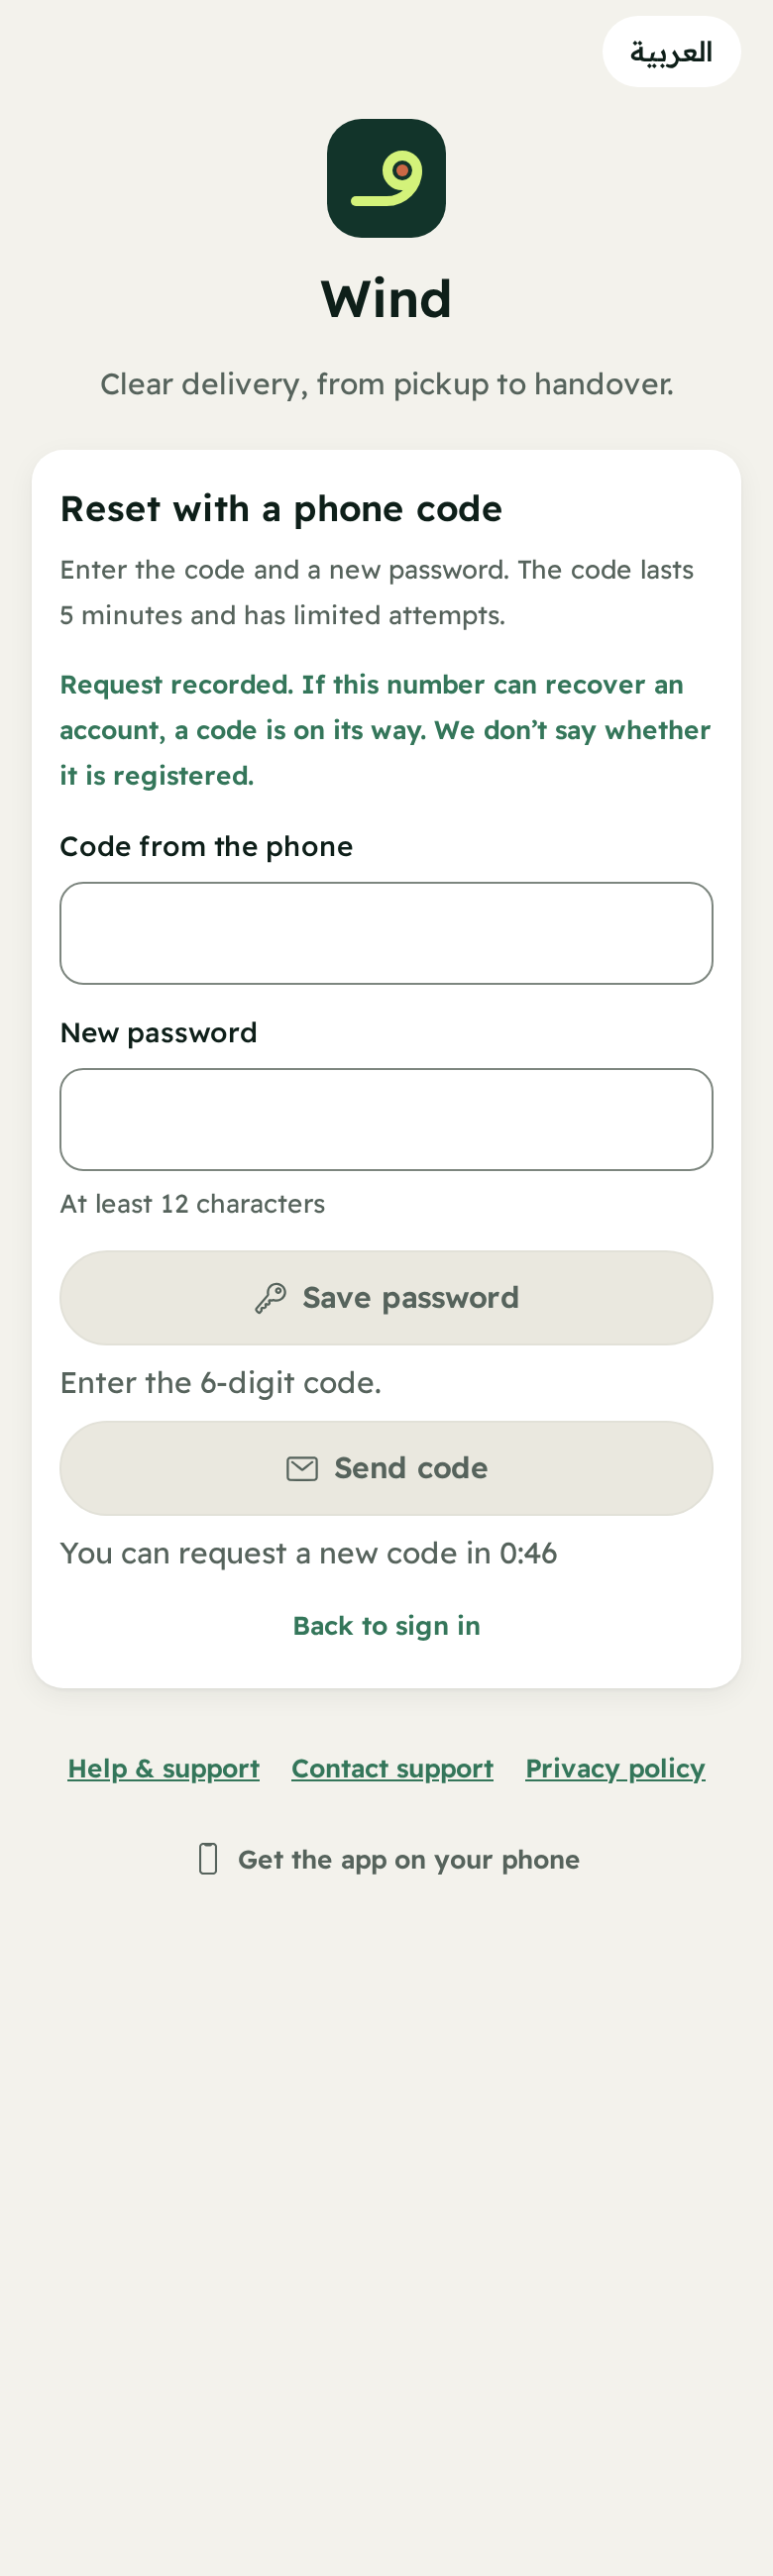 العربية
Wind
Clear delivery, from pickup to handover.
Reset with a phone code
Enter the code and a new password. The code lasts
5 minutes and has limited attempts.
Request recorded. If this number can recover an
account, a code is on its way. We don’t say whether
it is registered.
Code from the phone
New password
At least 12 characters
Save password
Enter the 6-digit code.
Send code
You can request a new code in 0:46
Back to sign in
Help & support Contact support Privacy policy
Get the app on your phone